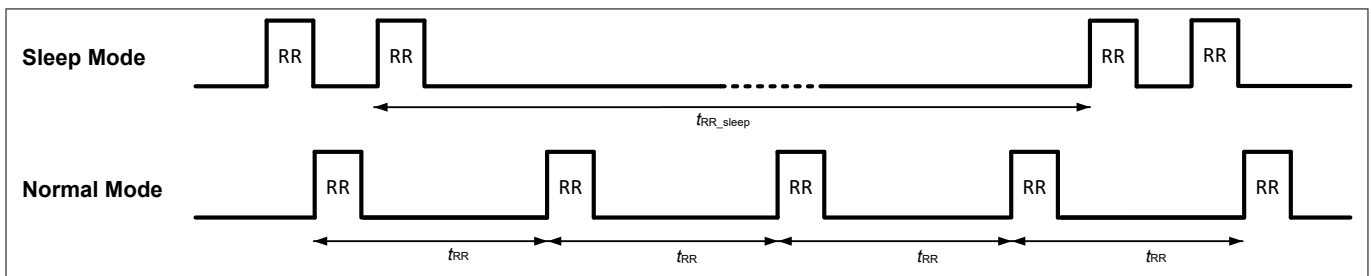 Sleep Mode
RR RR RR RR
tRR_sleep
Normal Mode
RR RR RR RR RR
tRR tRR tRR tRR